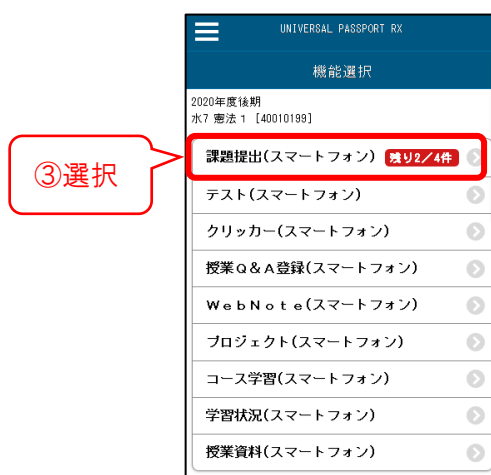 UNIVERSAL PASSPORT RX
機能選択
2020年度後期
水7 憲法１ [40010199]
課題提出(スマートフォン) 残り2／4件
③選択
テスト(スマートフォン)
クリッカー(スマートフォン)
授業Ｑ＆Ａ登録(スマートフォン)
ＷｅｂＮｏｔｅ(スマートフォン)
プロジェクト(スマートフォン)
コース学習(スマートフォン)
学習状況(スマートフォン)
授業資料(スマートフォン)